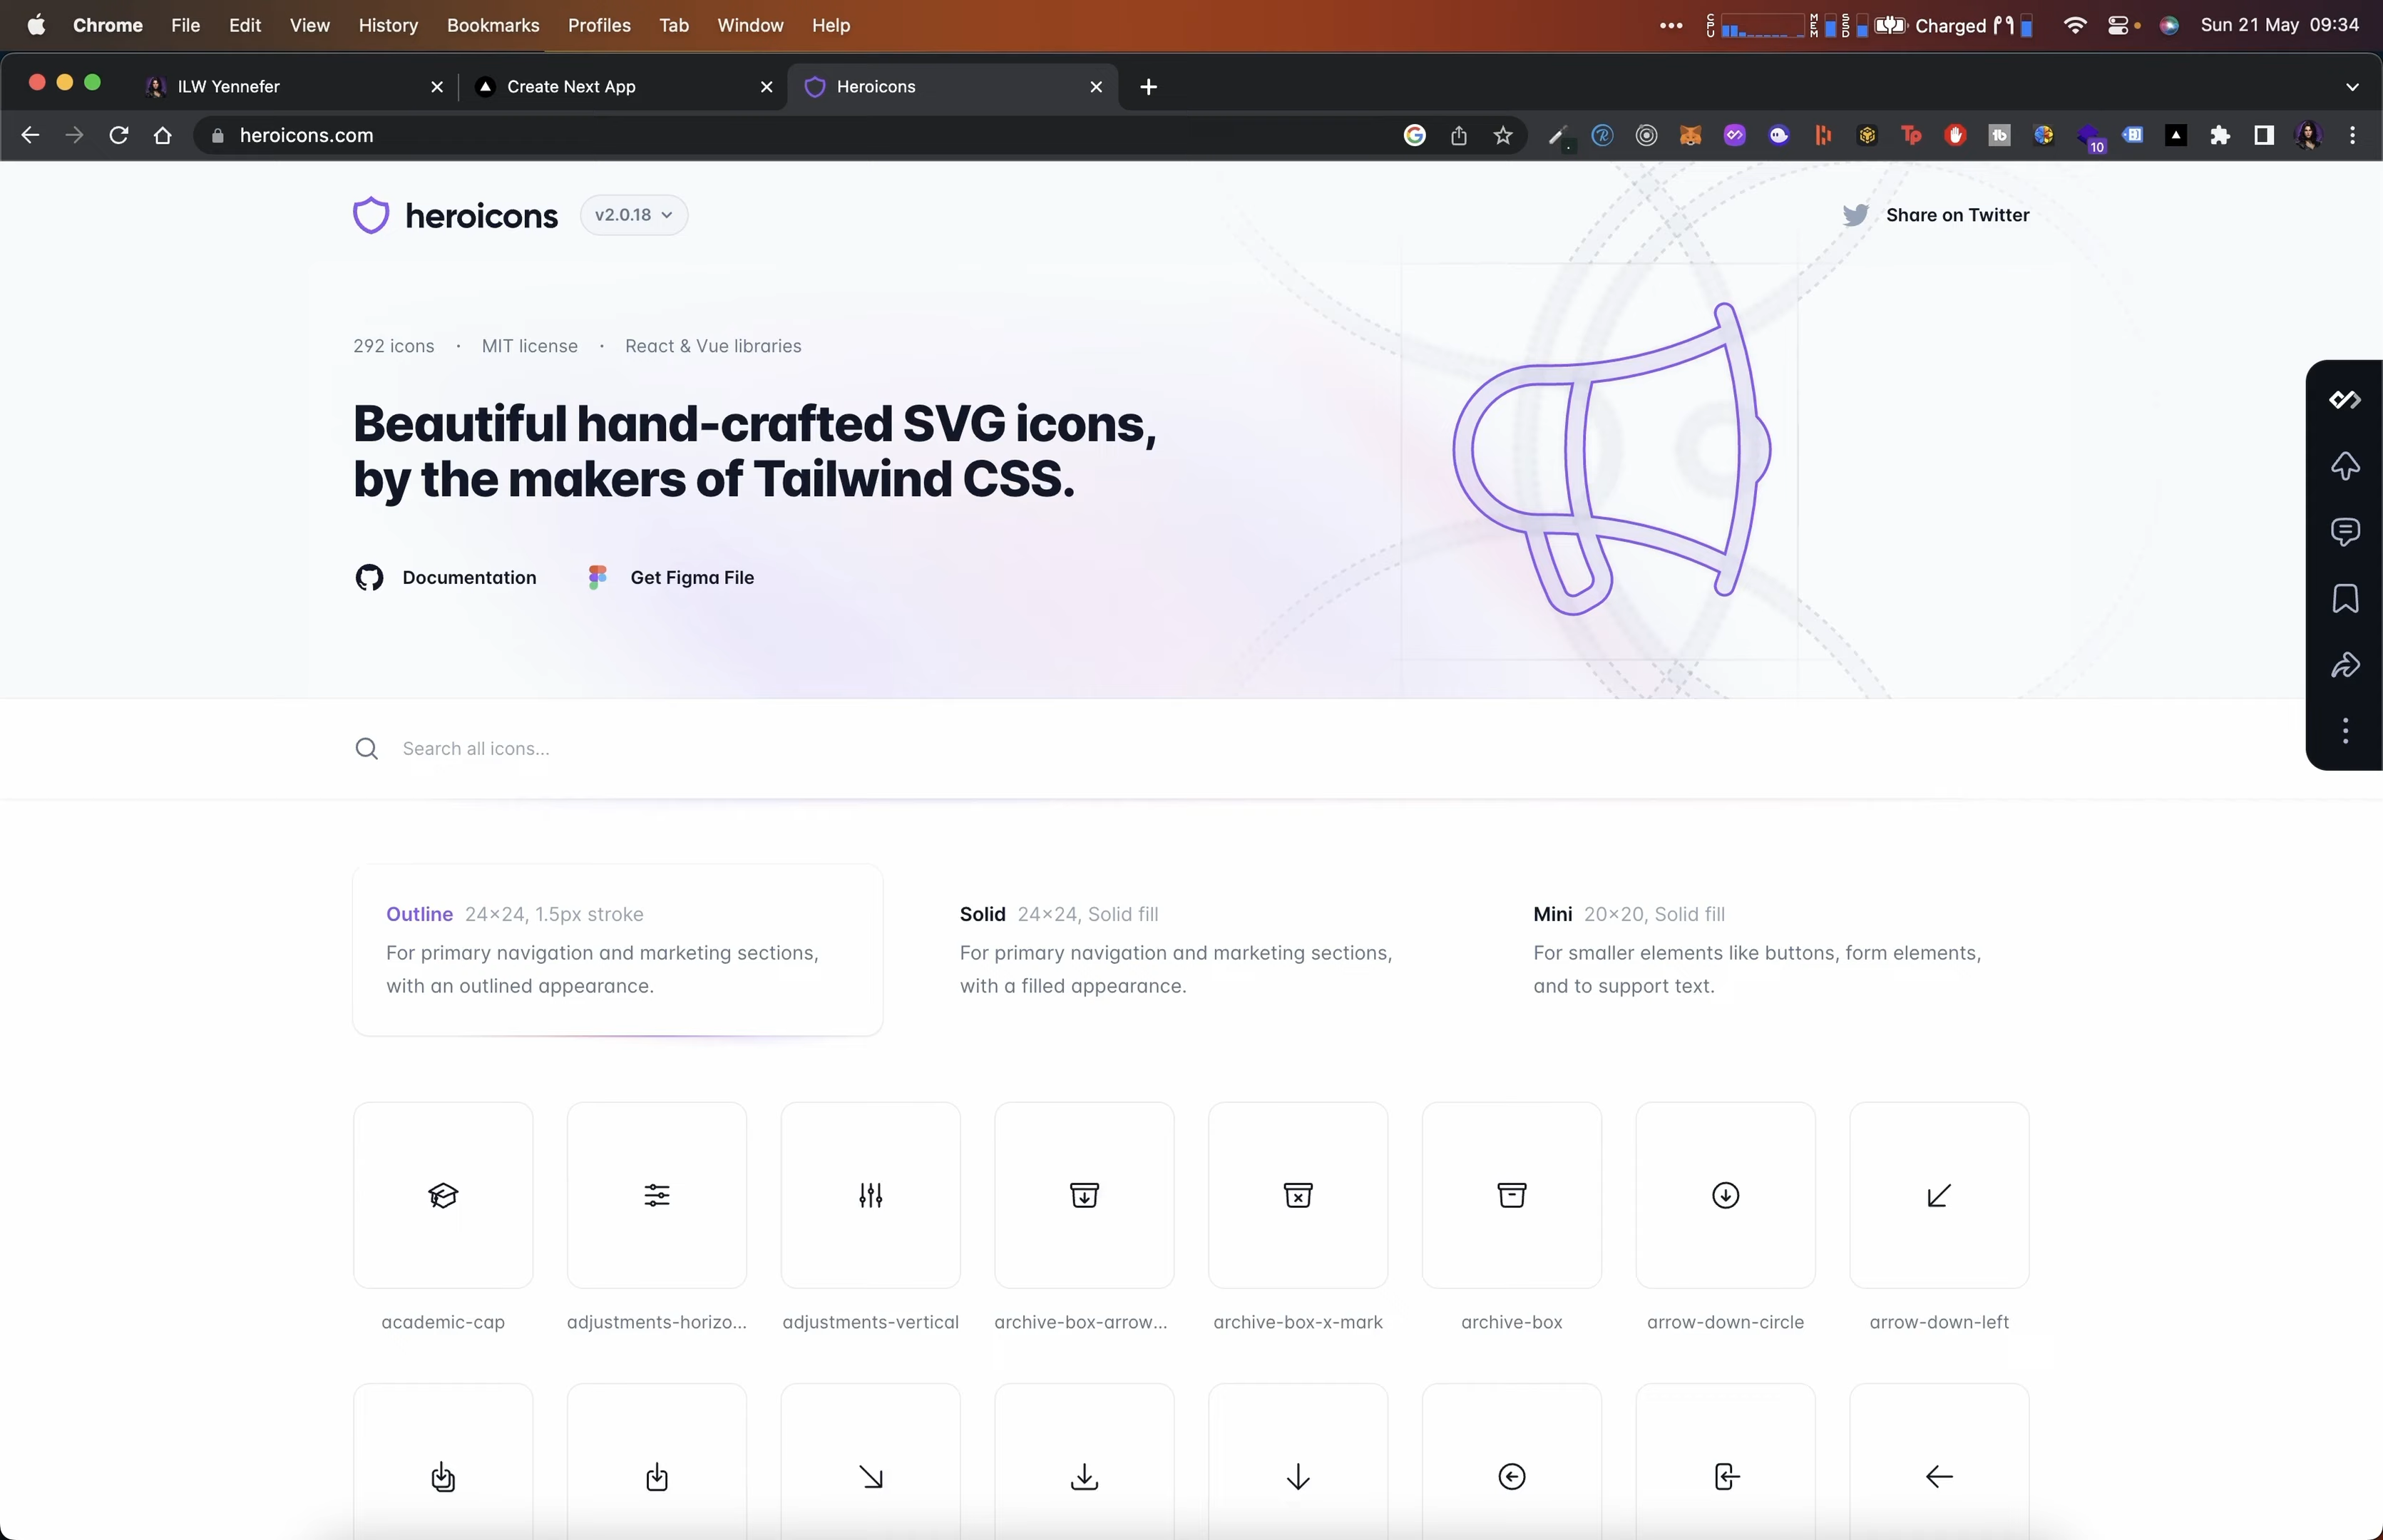 Chrome File Edit View History Bookmarks Profiles Tab Window Help
CPU MEM SSD Charged Sun 21 May 09:34
ILW Yennefer Create Next App Heroicons
heroicons.com
10
heroicons v2.0.18 Share on Twitter
292 icons · MIT license · React & Vue libraries
Beautiful hand-crafted SVG icons,
by the makers of Tailwind CSS.
Documentation Get Figma File
Search all icons...
Outline 24×24, 1.5px stroke
For primary navigation and marketing sections,
with an outlined appearance.
Solid 24×24, Solid fill
For primary navigation and marketing sections,
with a filled appearance.
Mini 20×20, Solid fill
For smaller elements like buttons, form elements,
and to support text.
academic-cap adjustments-horizo... adjustments-vertical archive-box-arrow... archive-box-x-mark archive-box arrow-down-circle arrow-down-left